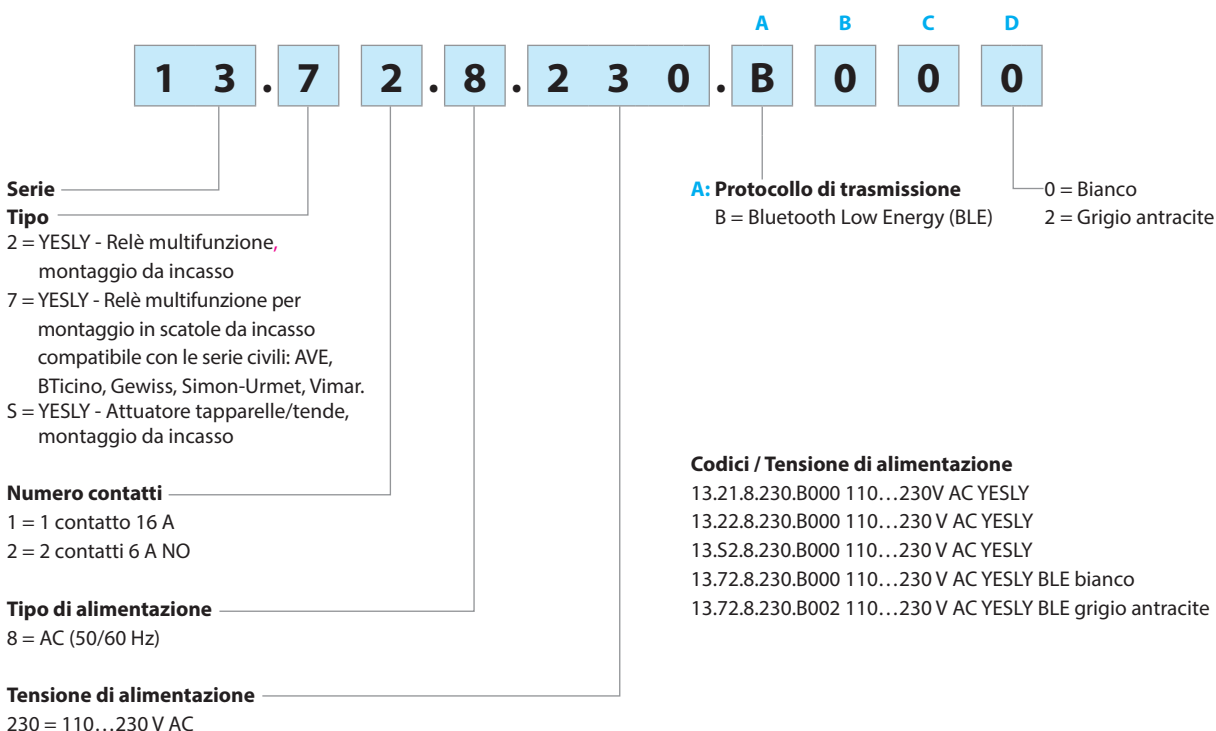 A B C D
1 3 . 7 2 . 8 . 2 3 0 . B 0 0 0
Serie
Tipo
2 = YESLY - Relè multifunzione,
montaggio da incasso
7 = YESLY - Relè multifunzione per
montaggio in scatole da incasso
compatibile con le serie civili: AVE,
BTicino, Gewiss, Simon-Urmet, Vimar.
S = YESLY - Attuatore tapparelle/tende,
montaggio da incasso
Numero contatti
1 = 1 contatto 16 A
2 = 2 contatti 6 A NO
Tipo di alimentazione
8 = AC (50/60 Hz)
Tensione di alimentazione
230 = 110…230 V AC
A: Protocollo di trasmissione
B = Bluetooth Low Energy (BLE)
0 = Bianco
2 = Grigio antracite
Codici / Tensione di alimentazione
13.21.8.230.B000 110…230V AC YESLY
13.22.8.230.B000 110…230 V AC YESLY
13.S2.8.230.B000 110…230 V AC YESLY
13.72.8.230.B000 110…230 V AC YESLY BLE bianco
13.72.8.230.B002 110…230 V AC YESLY BLE grigio antracite